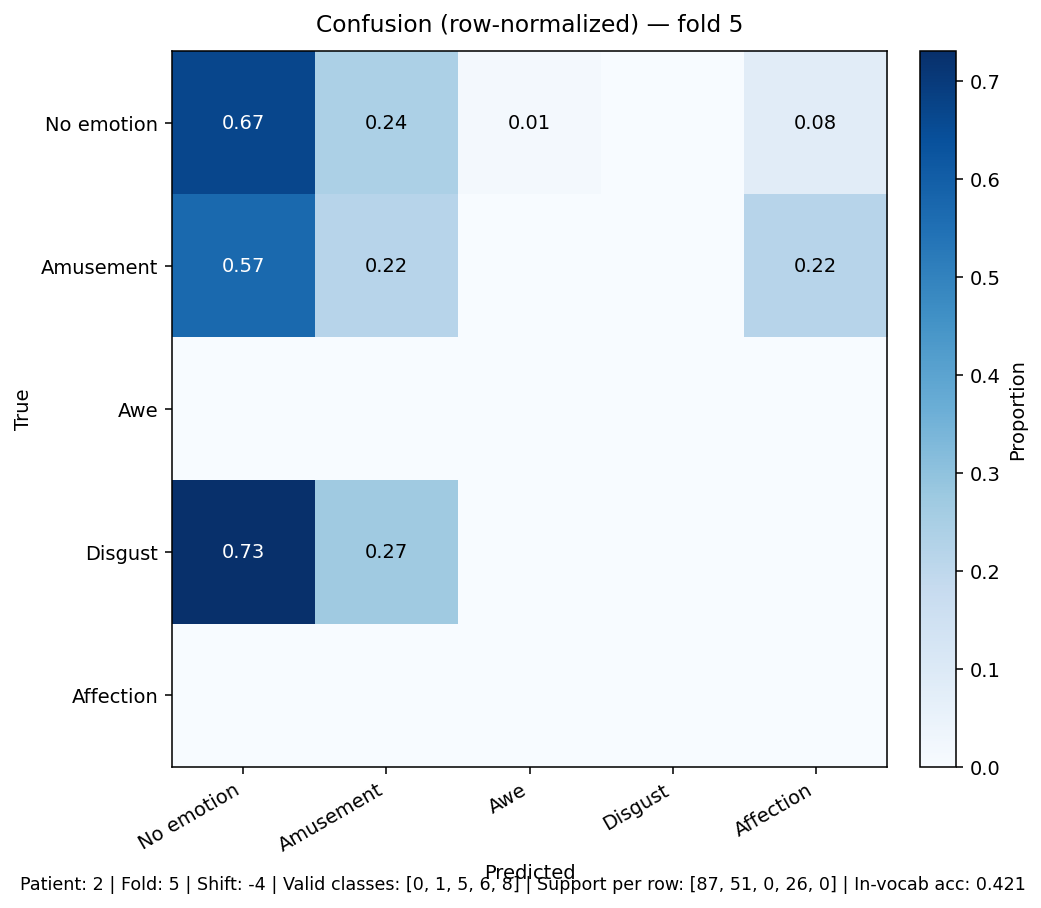 Confusion (row-normalized) — fold 5
No emotion 0.67 0.24 0.01 0.08
Amusement 0.57 0.22 0.22
Awe
Disgust 0.73 0.27
Affection
True
No emotion Amusement Awe Disgust Affection
Predicted
0.7
0.6
0.5
0.4
0.3
0.2
0.1
0.0
Proportion
Patient: 2 | Fold: 5 | Shift: -4 | Valid classes: [0, 1, 5, 6, 8] | Support per row: [87, 51, 0, 26, 0] | In-vocab acc: 0.421